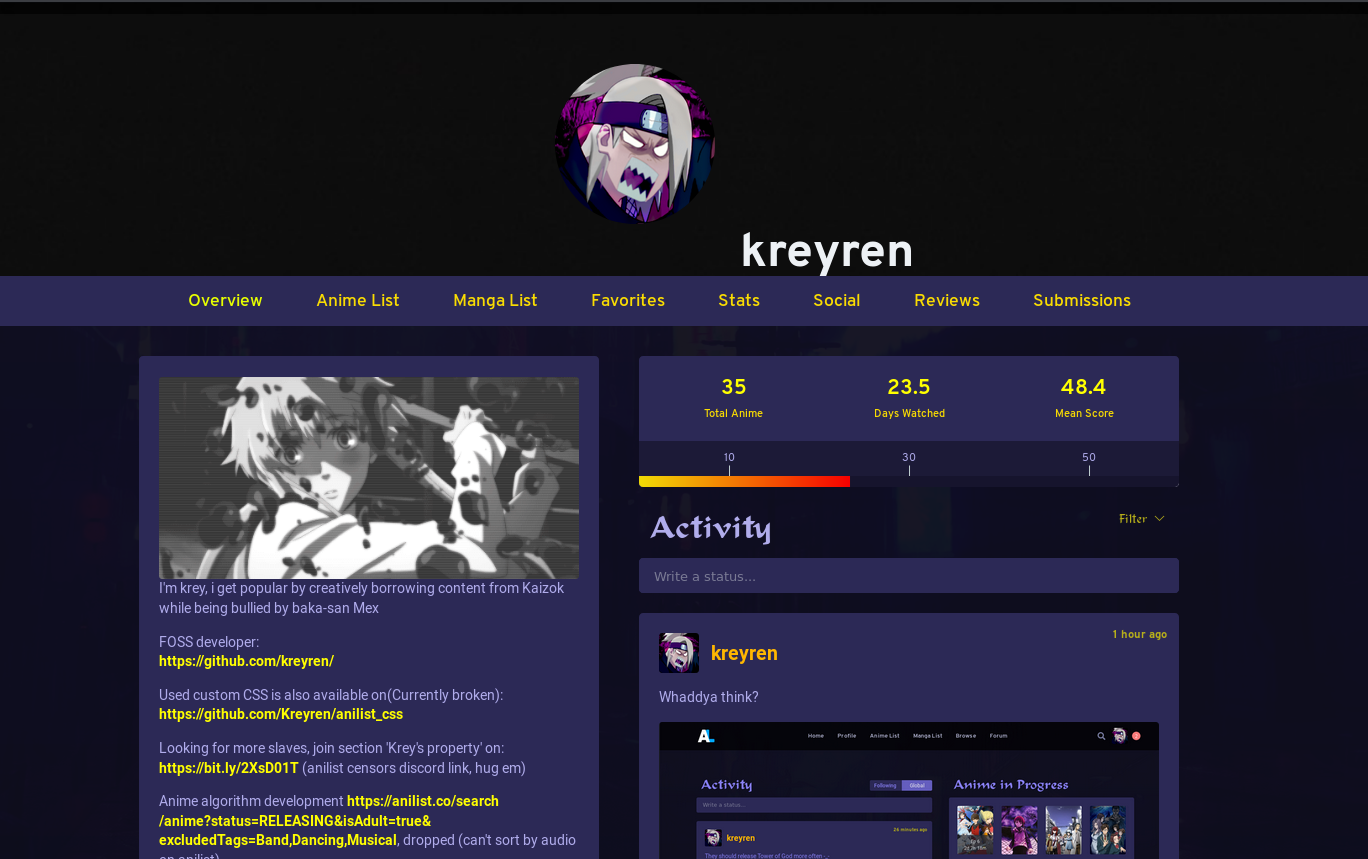 kreyren
Overview Anime List Manga List Favorites Stats Social Reviews Submissions
35 23.5 48.4
Total Anime Days Watched Mean Score
10 30 50
Activity
Filter
Write a status...
I'm krey, i get popular by creatively borrowing content from Kaizok
while being bullied by baka-san Mex
FOSS developer:
https://github.com/kreyren/
Used custom CSS is also available on(Currently broken):
https://github.com/Kreyren/anilist_css
Looking for more slaves, join section 'Krey's property' on:
https://bit.ly/2XsD01T (anilist censors discord link, hug em)
Anime algorithm development https://anilist.co/search
/anime?status=RELEASING&isAdult=true&
excludedTags=Band,Dancing,Musical, dropped (can't sort by audio
on anilist)
kreyren
1 hour ago
Whaddya think?
AL
Home Profile Anime List Manga List Browse Forum
Activity
Following Global
Anime in Progress
Write a status...
kreyren
26 minutes ago
They should release Tower of God more often -.-